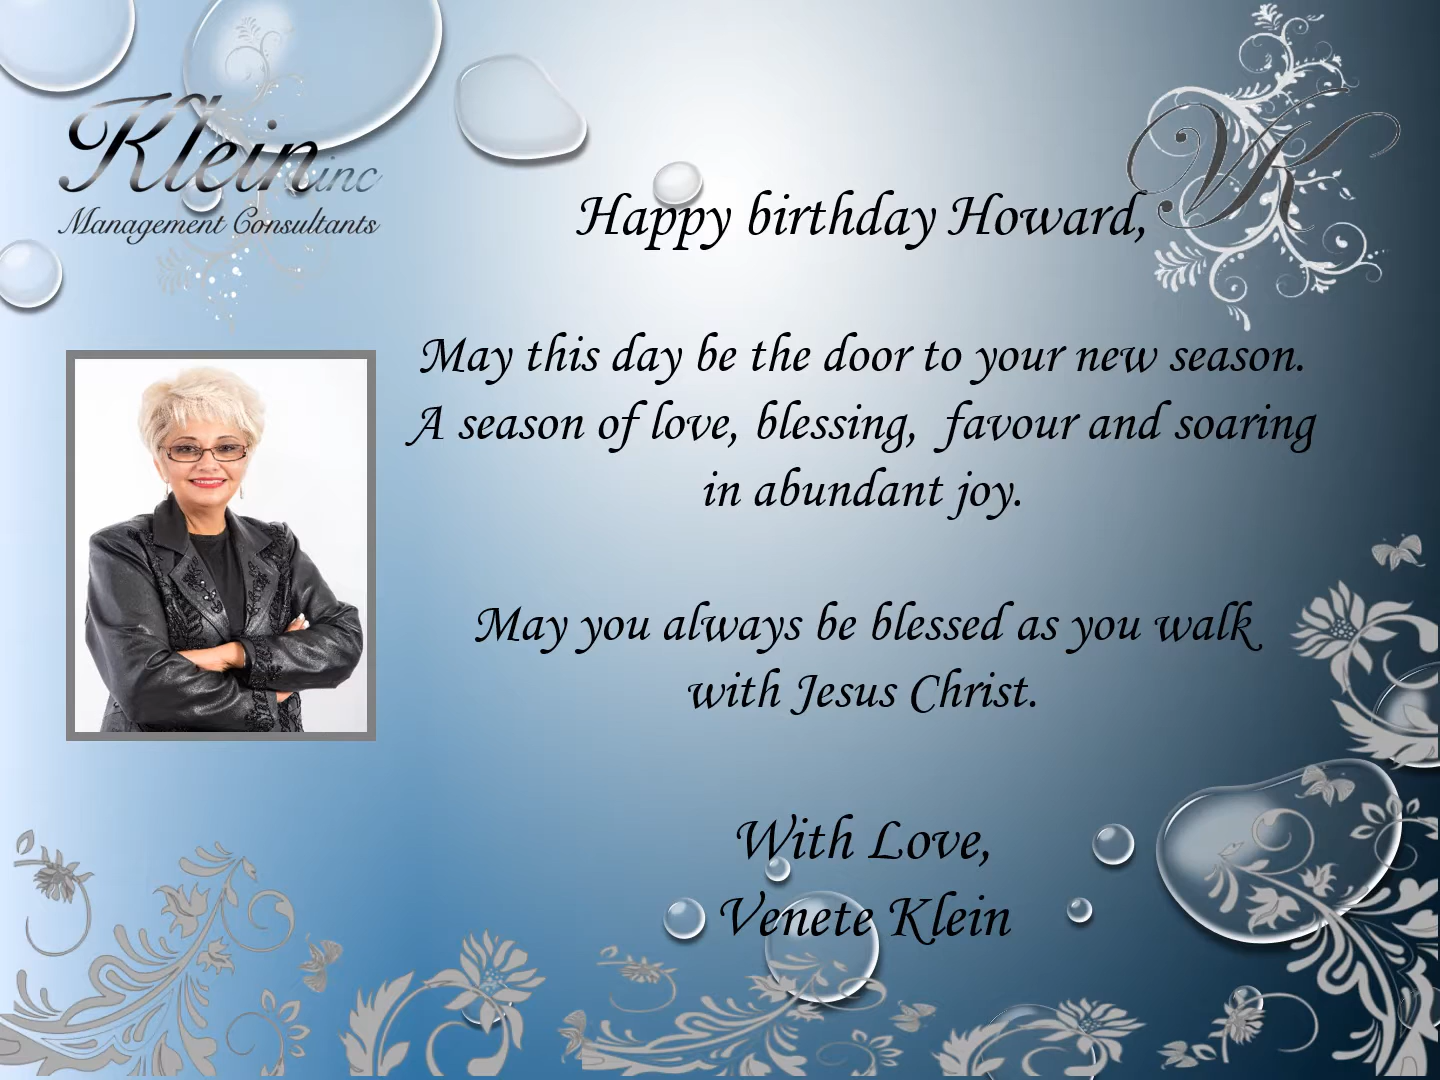 Klein inc
Management Consultants
VK
Happy birthday Howard,
May this day be the door to your new season.
A season of love, blessing,  favour and soaring
in abundant joy.
May you always be blessed as you walk
with Jesus Christ.
With Love,
Venete Klein